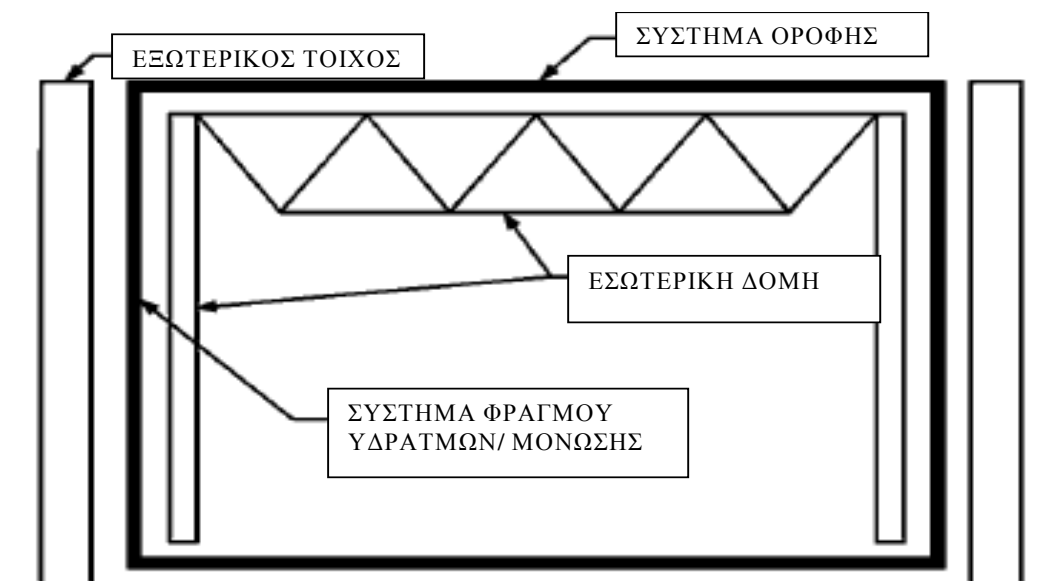 ΣΥΣΤΗΜΑ ΟΡΟΦΗΣ
ΕΞΩΤΕΡΙΚΟΣ ΤΟΙΧΟΣ
ΕΣΩΤΕΡΙΚΗ ΔΟΜΗ
ΣΥΣΤΗΜΑ ΦΡΑΓΜΟΥ
ΥΔΡΑΤΜΩΝ/ ΜΟΝΩΣΗΣ